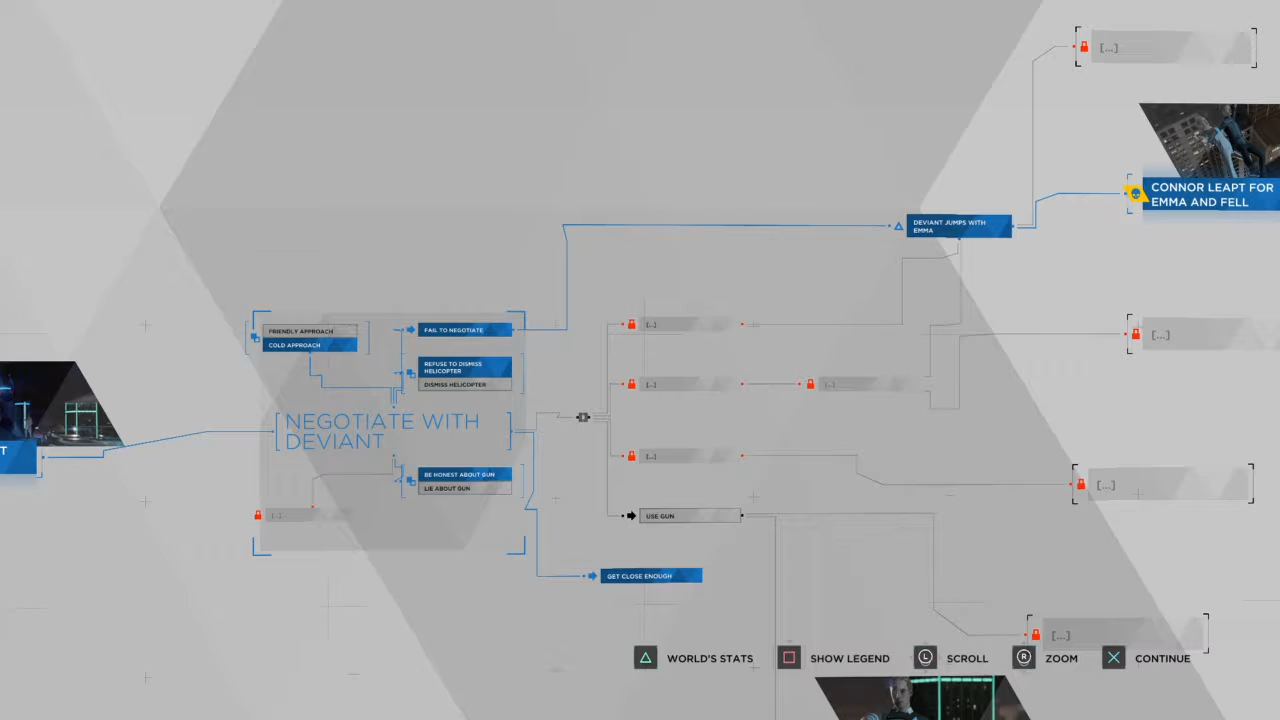 [...]
CONNOR LEAPT FOR
EMMA AND FELL
DEVIANT JUMPS WITH
EMMA
FRIENDLY APPROACH
COLD APPROACH
FAIL TO NEGOTIATE
[...]
[...]
REFUSE TO DISMISS
HELICOPTER
DISMISS HELICOPTER
[...]
[...]
NEGOTIATE WITH
DEVIANT
T
[...]
BE HONEST ABOUT GUN
LIE ABOUT GUN
[...]
[...]
USE GUN
GET CLOSE ENOUGH
[...]
WORLD'S STATS
SHOW LEGEND
L
SCROLL
R
ZOOM
CONTINUE